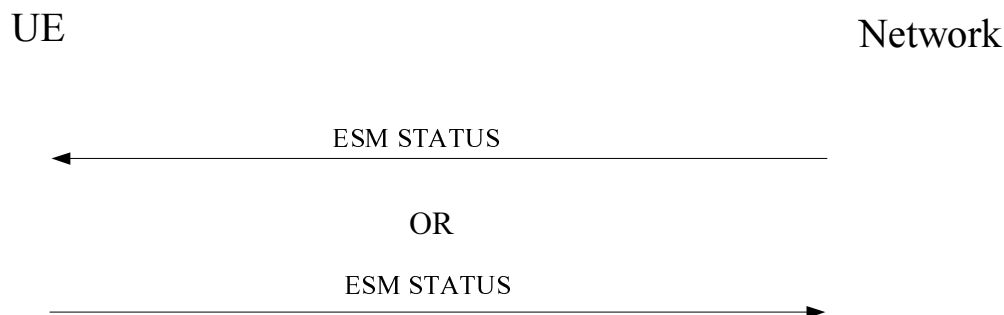 UE
Network
ESM STATUS
OR
ESM STATUS